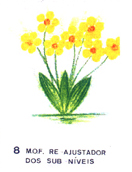 8 M.O.F. RE-AJUSTADOR
DOS SUB NÍVEIS